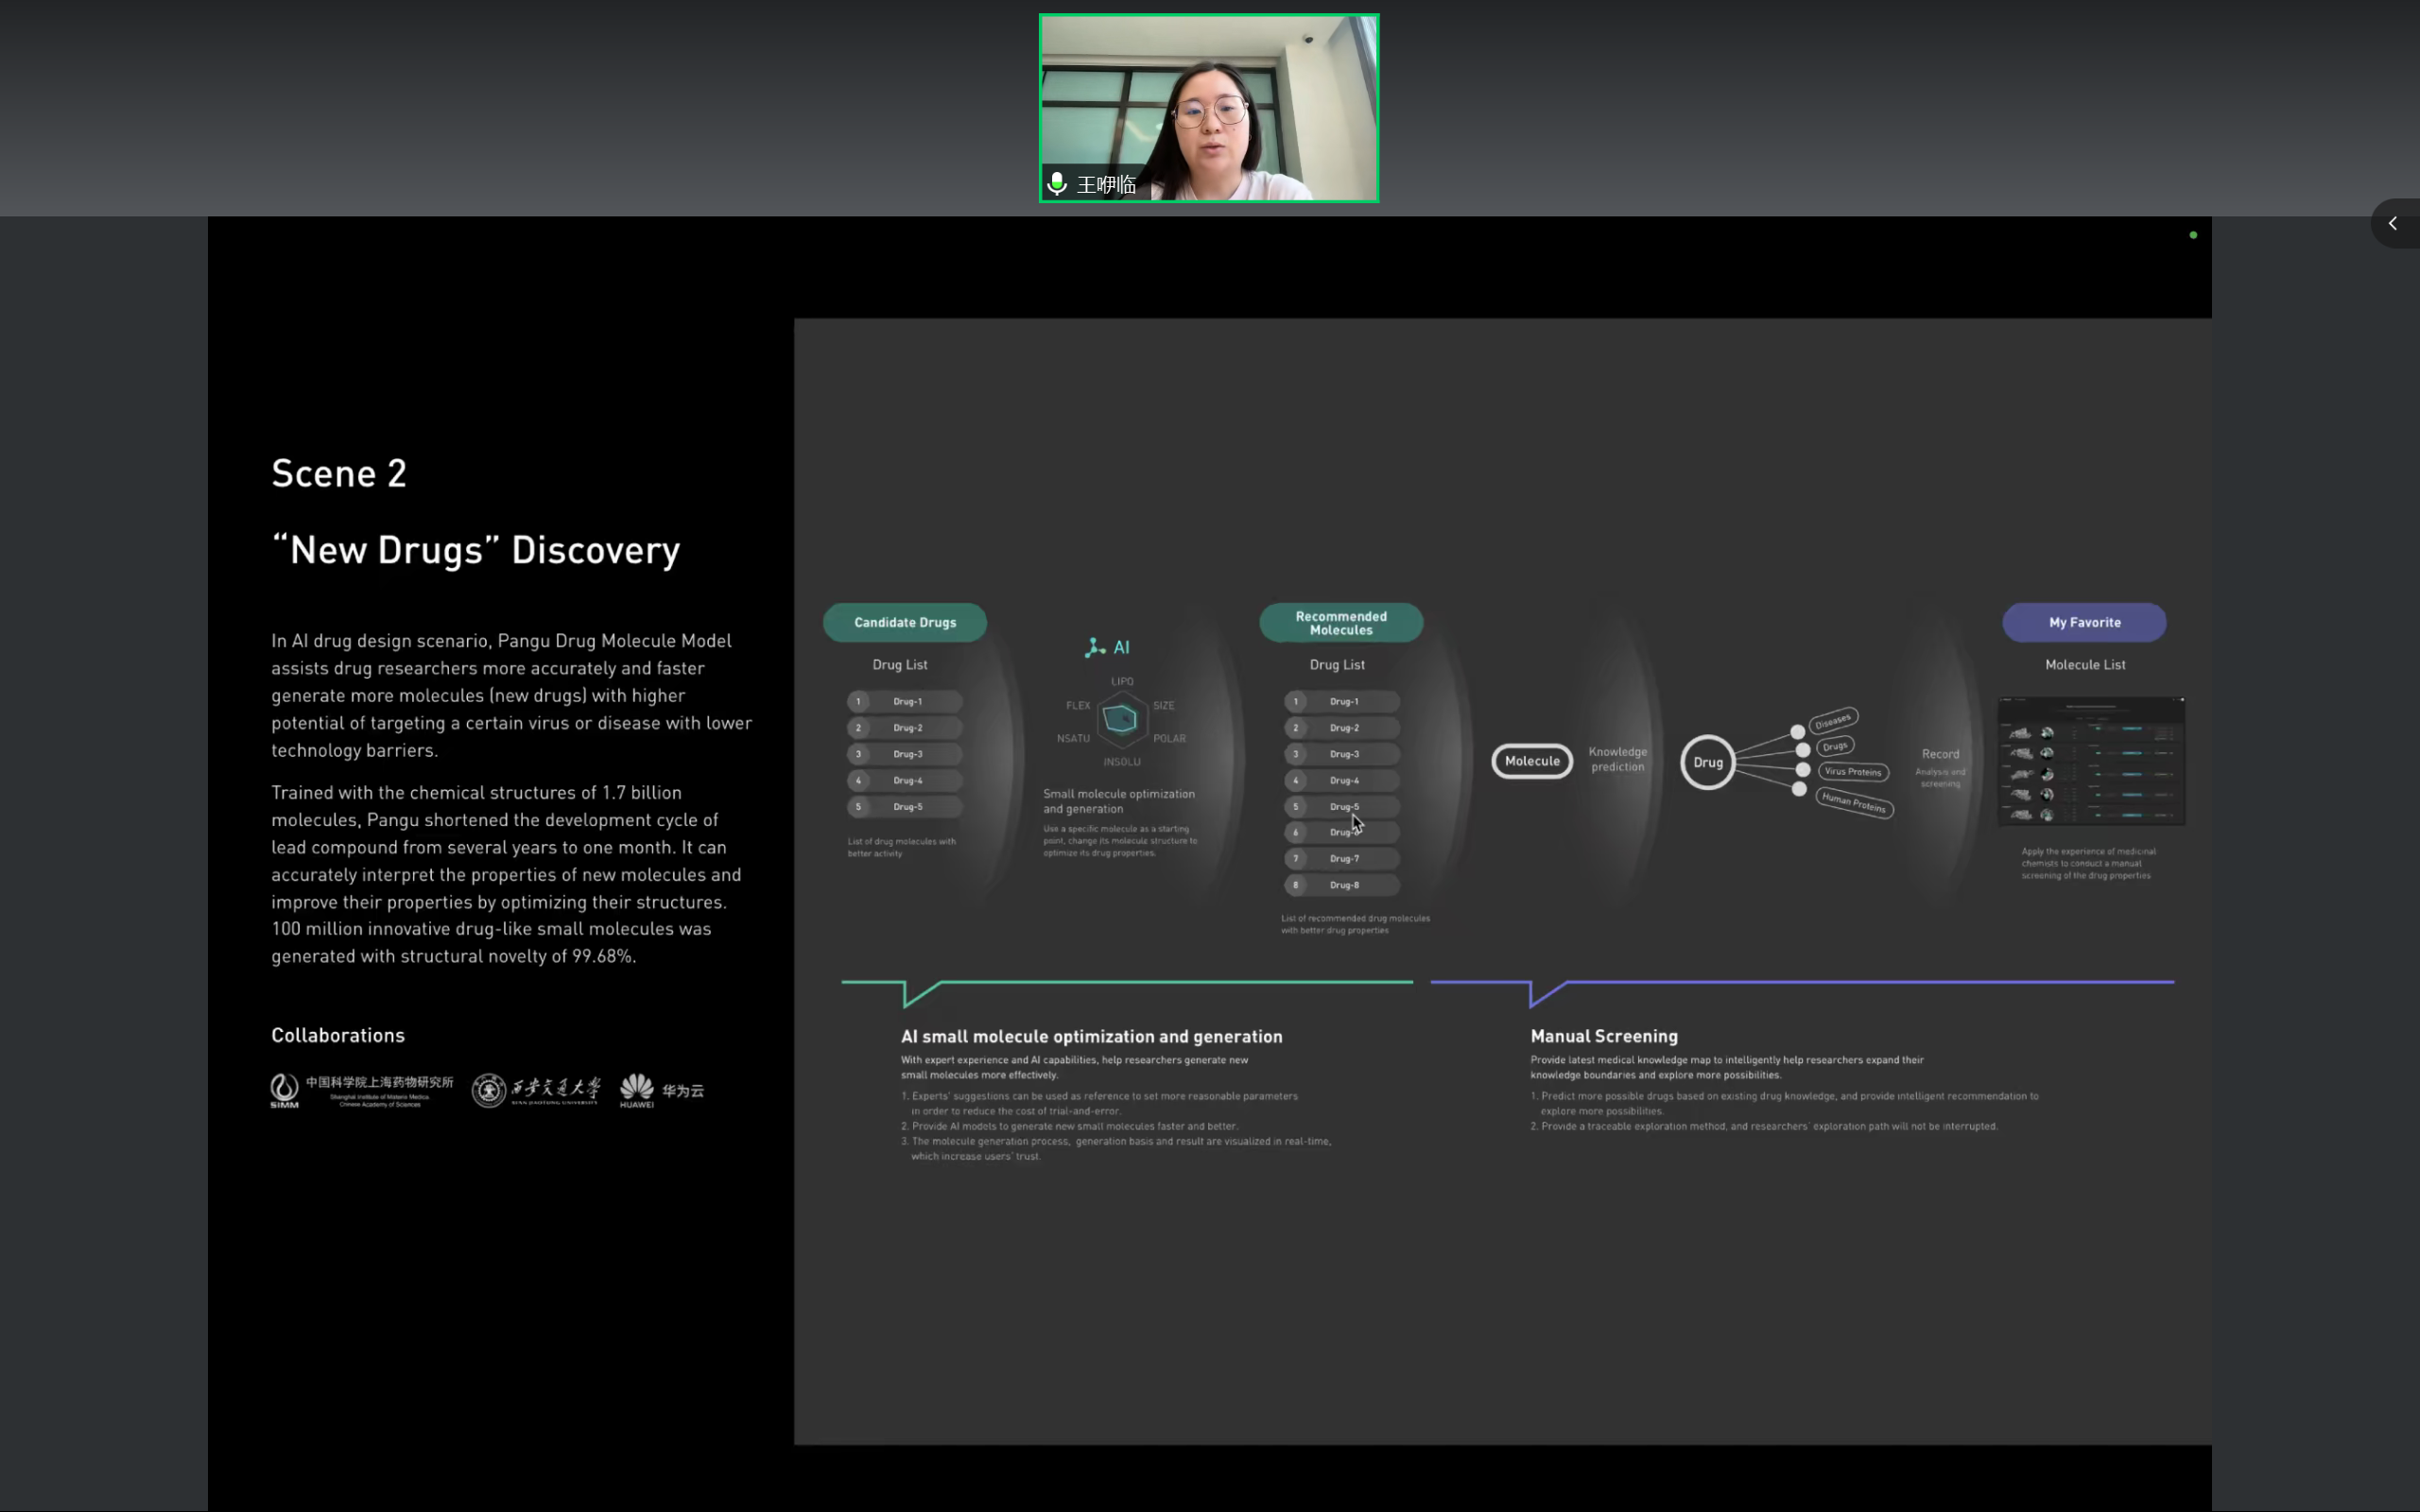 王咿临
Scene 2
“New Drugs” Discovery
In AI drug design scenario, Pangu Drug Molecule Model
assists drug researchers more accurately and faster
generate more molecules (new drugs) with higher
potential of targeting a certain virus or disease with lower
technology barriers.
Trained with the chemical structures of 1.7 billion
molecules, Pangu shortened the development cycle of
lead compound from several years to one month. It can
accurately interpret the properties of new molecules and
improve their properties by optimizing their structures.
100 million innovative drug-like small molecules was
generated with structural novelty of 99.68%.
Collaborations
SIMM
中国科学院上海药物研究所
Shanghai Institute of Materia Medica
Chinese Academy of Sciences
西安交通大学
XI'AN JIAOTONG UNIVERSITY
HUAWEI
华为云
Candidate Drugs
Drug List
1 Drug-1
2 Drug-2
3 Drug-3
4 Drug-4
5 Drug-5
List of drug molecules with
better activity
AI
LIPO
FLEX
SIZE
NSATU
POLAR
INSOLU
Small molecule optimization
and generation
Use a specific molecule as a starting
point, change its molecule structure to
optimize its drug properties.
Recommended
Molecules
Drug List
1 Drug-1
2 Drug-2
3 Drug-3
4 Drug-4
5 Drug-5
6 Drug-6
7 Drug-7
8 Drug-8
List of recommended drug molecules
with better drug properties
Molecule
Knowledge
prediction
Drug
Diseases
Drugs
Virus Proteins
Human Proteins
Record
Analysis and
screening
My Favorite
Molecule List
Apply the experience of medicinal
chemists to conduct a manual
screening of the drug properties
AI small molecule optimization and generation
With expert experience and AI capabilities, help researchers generate new
small molecules more effectively.
1. Experts' suggestions can be used as reference to set more reasonable parameters
in order to reduce the cost of trial-and-error.
2. Provide AI models to generate new small molecules faster and better.
3. The molecule generation process, generation basis and result are visualized in real-time,
which increase users' trust.
Manual Screening
Provide latest medical knowledge map to intelligently help researchers expand their
knowledge boundaries and explore more possibilities.
1. Predict more possible drugs based on existing drug knowledge, and provide intelligent recommendation to
explore more possibilities.
2. Provide a traceable exploration method, and researchers' exploration path will not be interrupted.